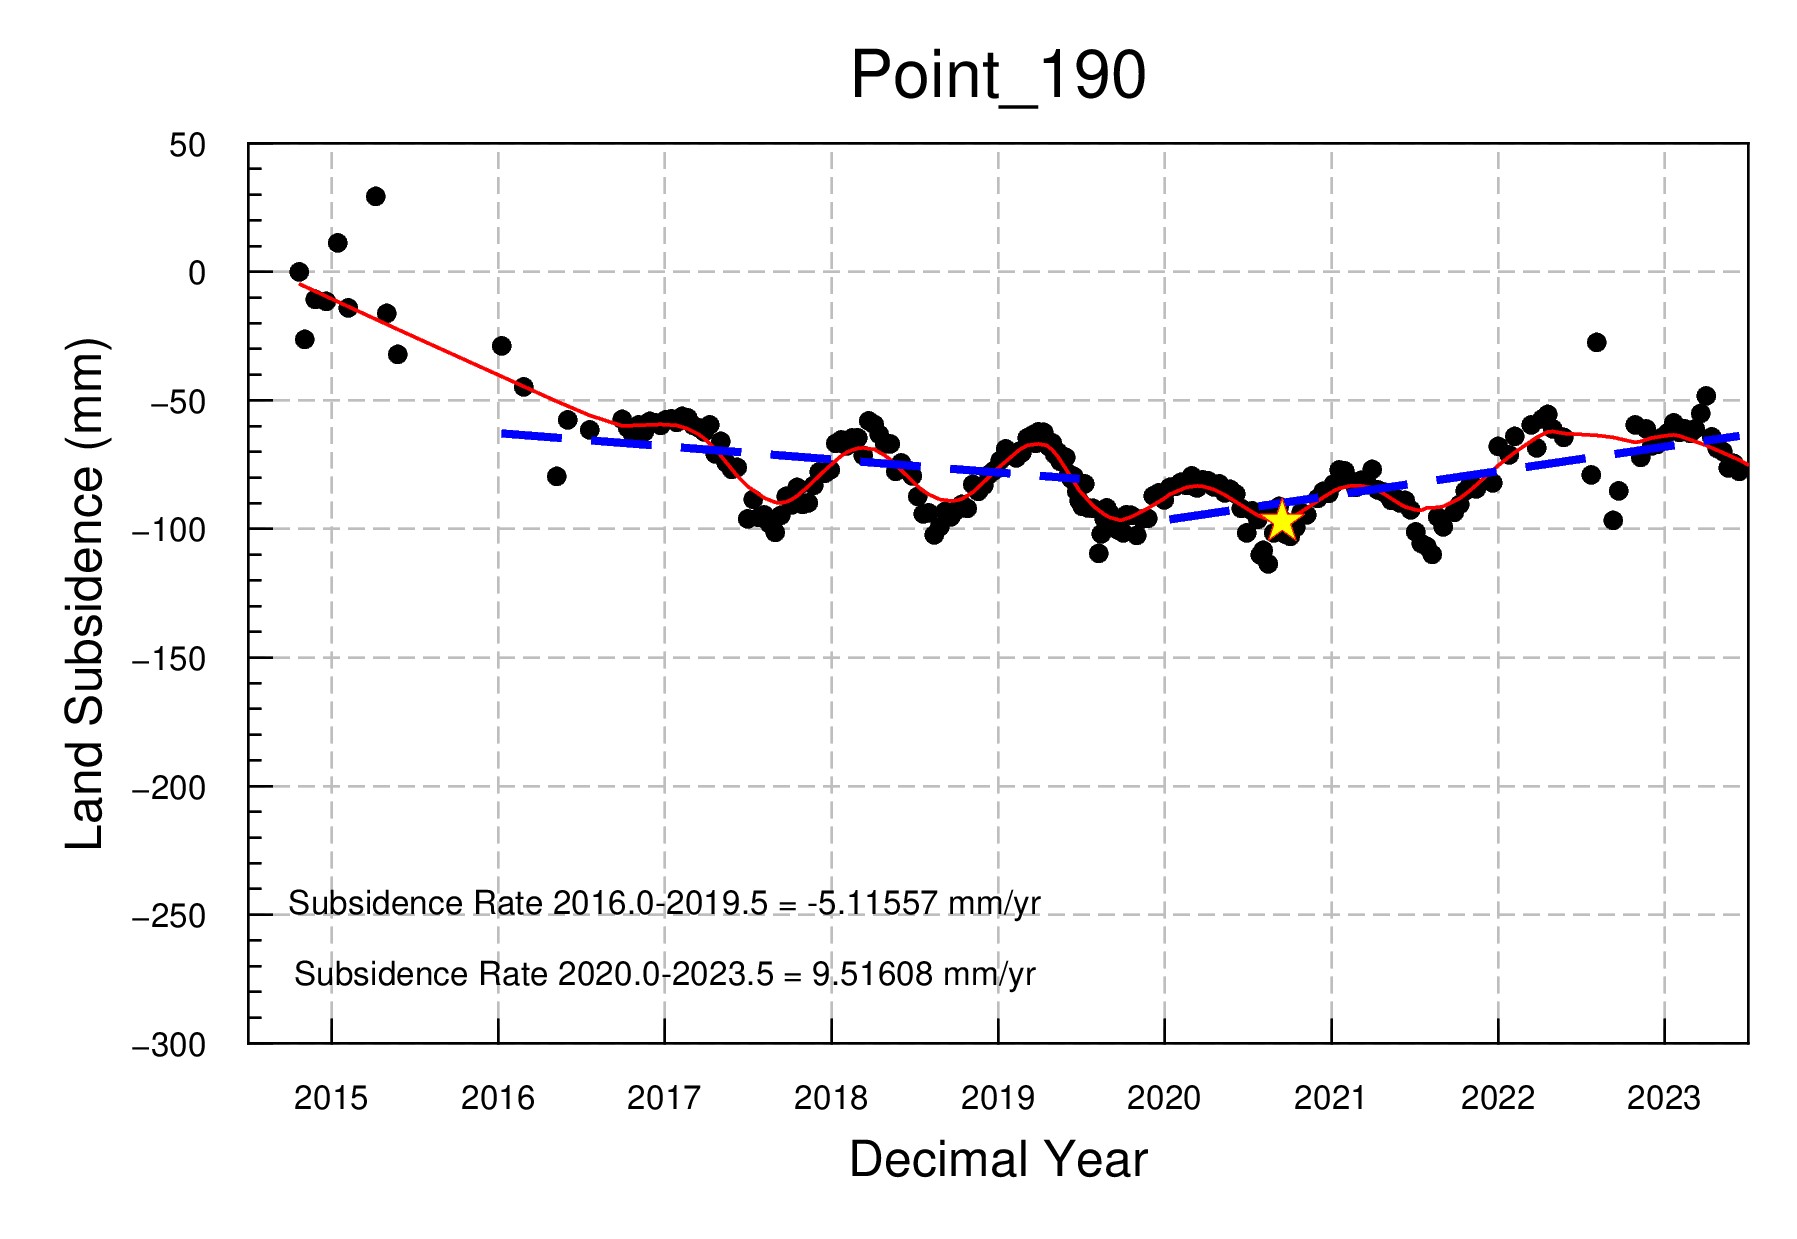 Point_190
50
0
−50
−100
−150
−200
−250
−300
Land Subsidence (mm)
Subsidence Rate 2016.0-2019.5 = -5.11557 mm/yr
Subsidence Rate 2020.0-2023.5 = 9.51608 mm/yr
2015 2016 2017 2018 2019 2020 2021 2022 2023
Decimal Year